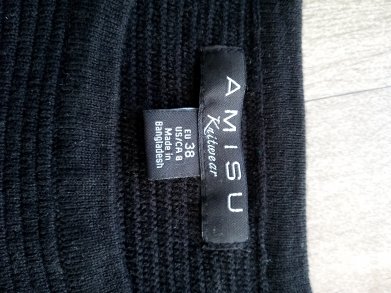 AMISU
Knitwear
EU 38
US/CA 8
Made in
Bangladesh